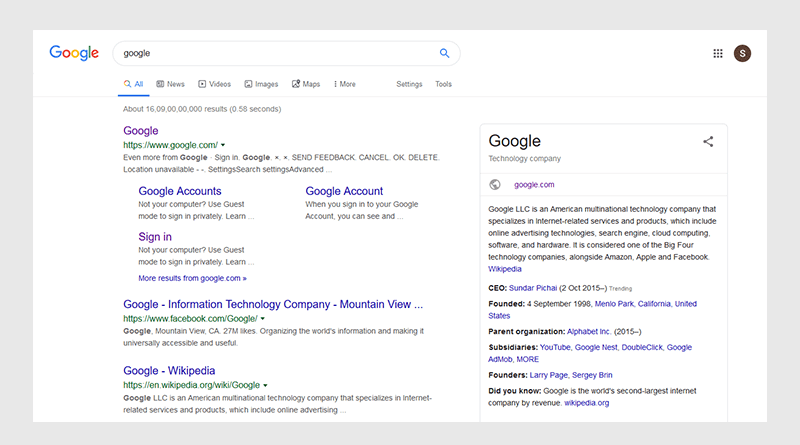 Google
google
S
All News Videos Images Maps More Settings Tools
About 16,09,00,00,000 results (0.58 seconds)
Google
https://www.google.com/
Even more from Google · Sign in. Google. ×. ×. SEND FEEDBACK. CANCEL. OK. DELETE.
Location unavailable - -. SettingsSearch settingsAdvanced ...
Google Accounts
Not your computer? Use Guest
mode to sign in privately. Learn ...
Google Account
When you sign in to your Google
Account, you can see and ...
Sign in
Not your computer? Use Guest
mode to sign in privately. Learn ...
More results from google.com »
Google - Information Technology Company - Mountain View ...
https://www.facebook.com/Google/
Google, Mountain View, CA. 27M likes. Organizing the world's information and making it
universally accessible and useful.
Google - Wikipedia
https://en.wikipedia.org/wiki/Google
Google LLC is an American multinational technology company that specializes in Internet-
related services and products, which include online advertising ...
Google
Technology company
google.com
Google LLC is an American multinational technology company that
specializes in Internet-related services and products, which include
online advertising technologies, search engine, cloud computing,
software, and hardware. It is considered one of the Big Four
technology companies, alongside Amazon, Apple and Facebook.
Wikipedia
CEO: Sundar Pichai (2 Oct 2015–) Trending
Founded: 4 September 1998, Menlo Park, California, United
States
Parent organization: Alphabet Inc. (2015–)
Subsidiaries: YouTube, Google Nest, DoubleClick, Google
AdMob, MORE
Founders: Larry Page, Sergey Brin
Did you know: Google is the world's second-largest internet
company by revenue. wikipedia.org